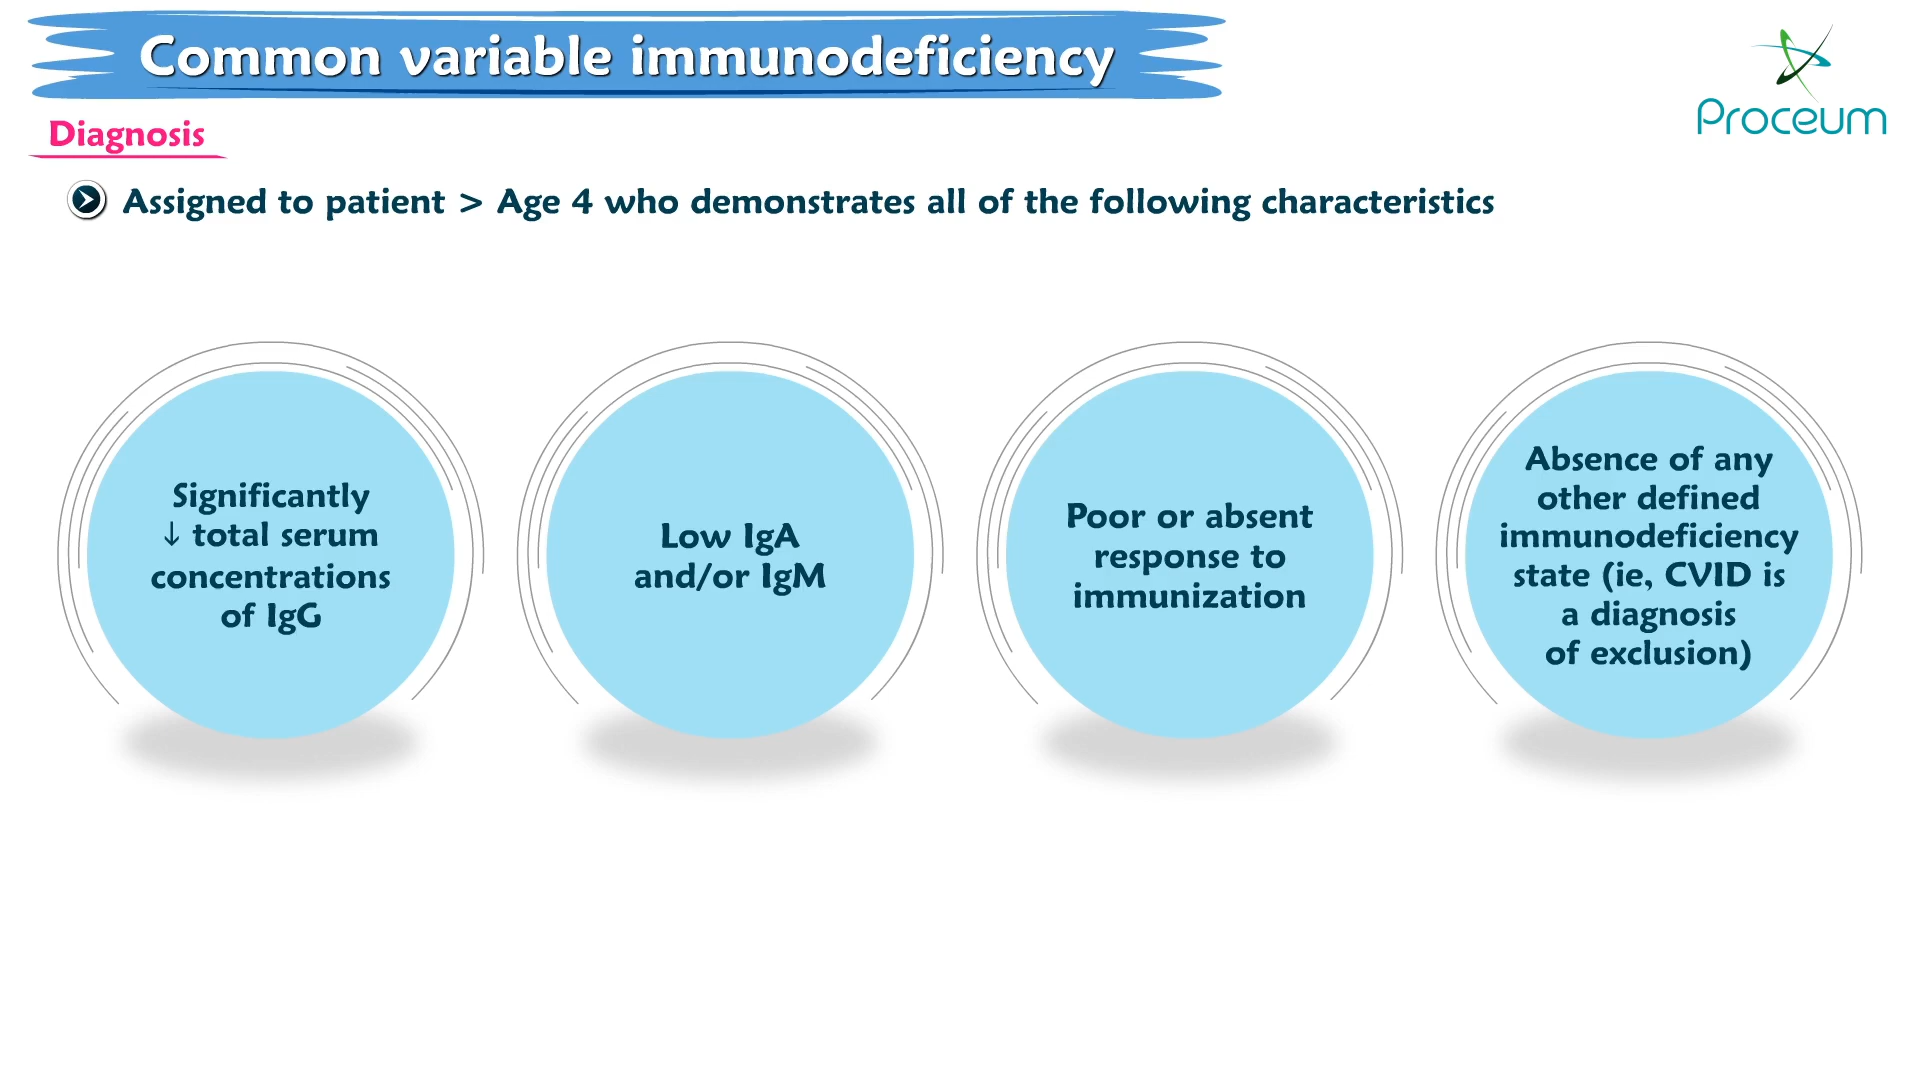 Common variable immunodeficiency
Proceum
Diagnosis
Assigned to patient > Age 4 who demonstrates all of the following characteristics
Significantly
↓ total serum
concentrations
of IgG
Low IgA
and/or IgM
Poor or absent
response to
immunization
Absence of any
other defined
immunodeficiency
state (ie, CVID is
a diagnosis
of exclusion)